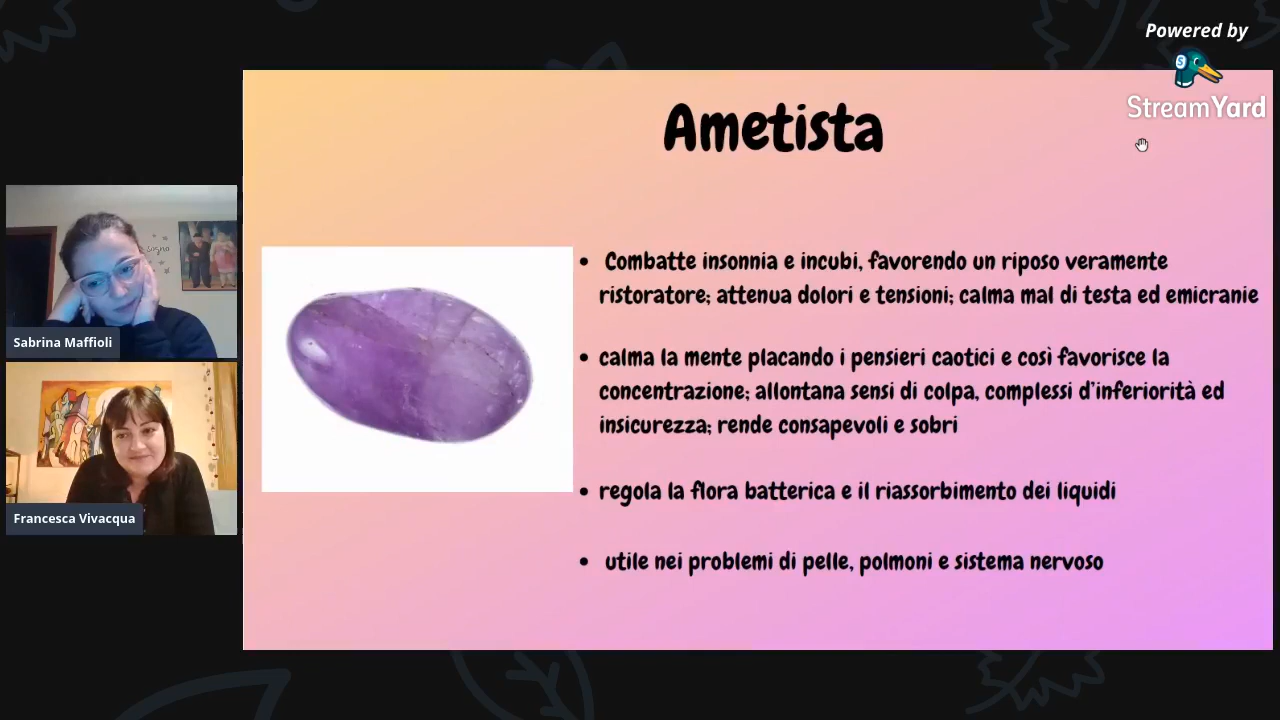 Powered by
StreamYard
Ametista
Combatte insonnia e incubi, favorendo un riposo veramente
ristoratore; attenua dolori e tensioni; calma mal di testa ed emicranie
calma la mente placando i pensieri caotici e così favorisce la
concentrazione; allontana sensi di colpa, complessi d'inferiorità ed
insicurezza; rende consapevoli e sobri
regola la flora batterica e il riassorbimento dei liquidi
utile nei problemi di pelle, polmoni e sistema nervoso
Sabrina Maffioli
Francesca Vivacqua